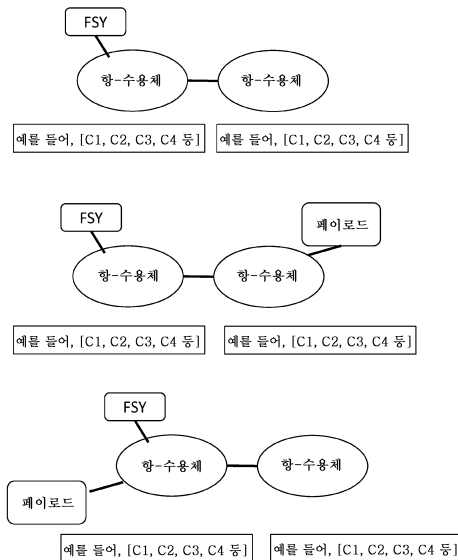 FSY
항-수용체 항-수용체
예를 들어, [C1, C2, C3, C4 등] 예를 들어, [C1, C2, C3, C4 등]
FSY
페이로드
항-수용체 항-수용체
예를 들어, [C1, C2, C3, C4 등] 예를 들어, [C1, C2, C3, C4 등]
FSY
항-수용체 항-수용체
페이로드
예를 들어, [C1, C2, C3, C4 등] 예를 들어, [C1, C2, C3, C4 등]